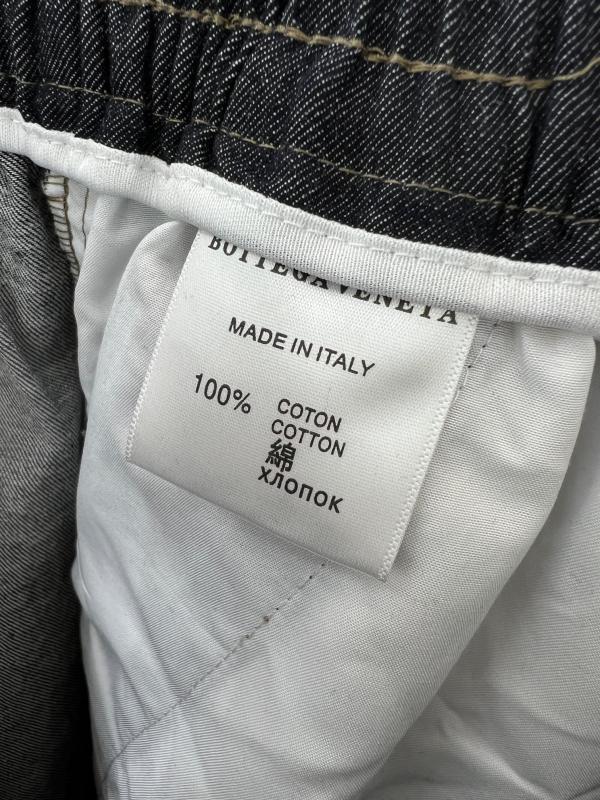 BOTTEGA VENETA
MADE IN ITALY
100% COTON
COTTON
綿
ХЛОПОК